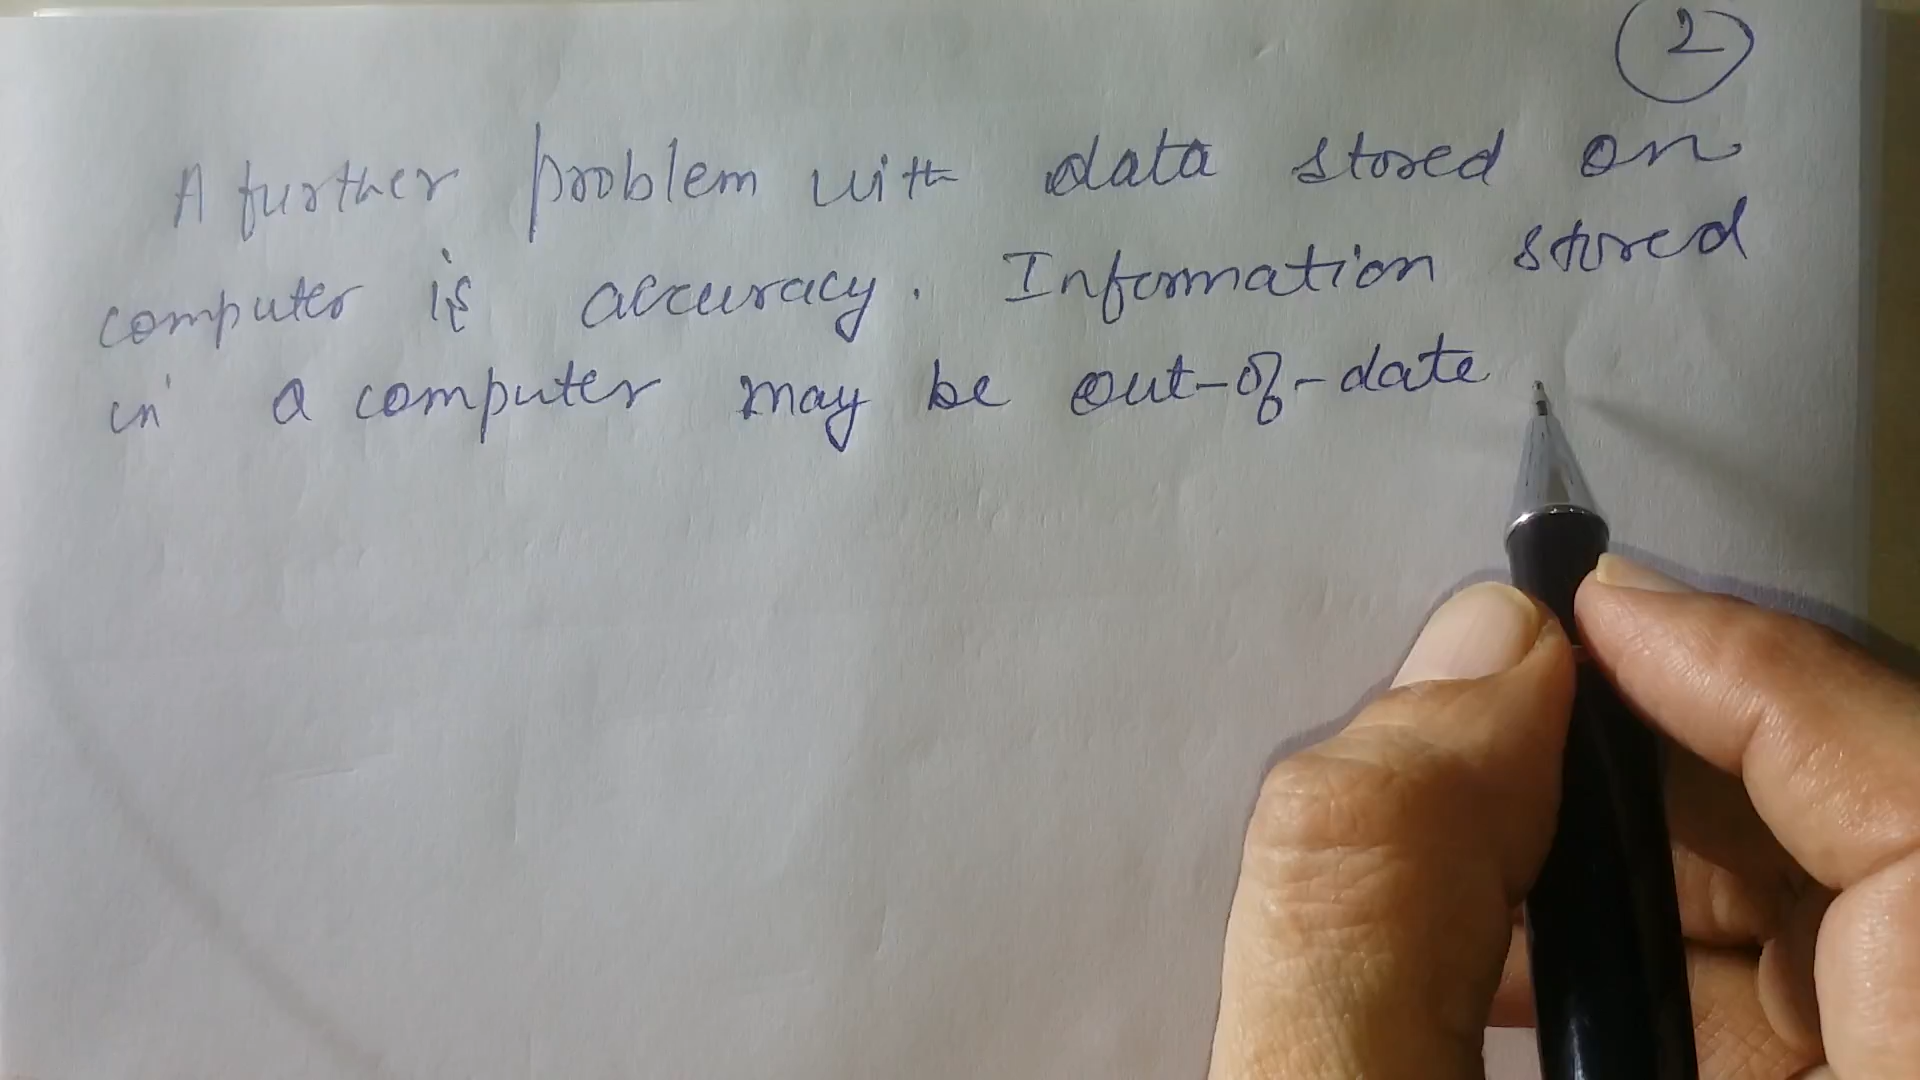 2
A further problem with data stored on
computer is accuracy. Information stored
in a computer may be out-of-date